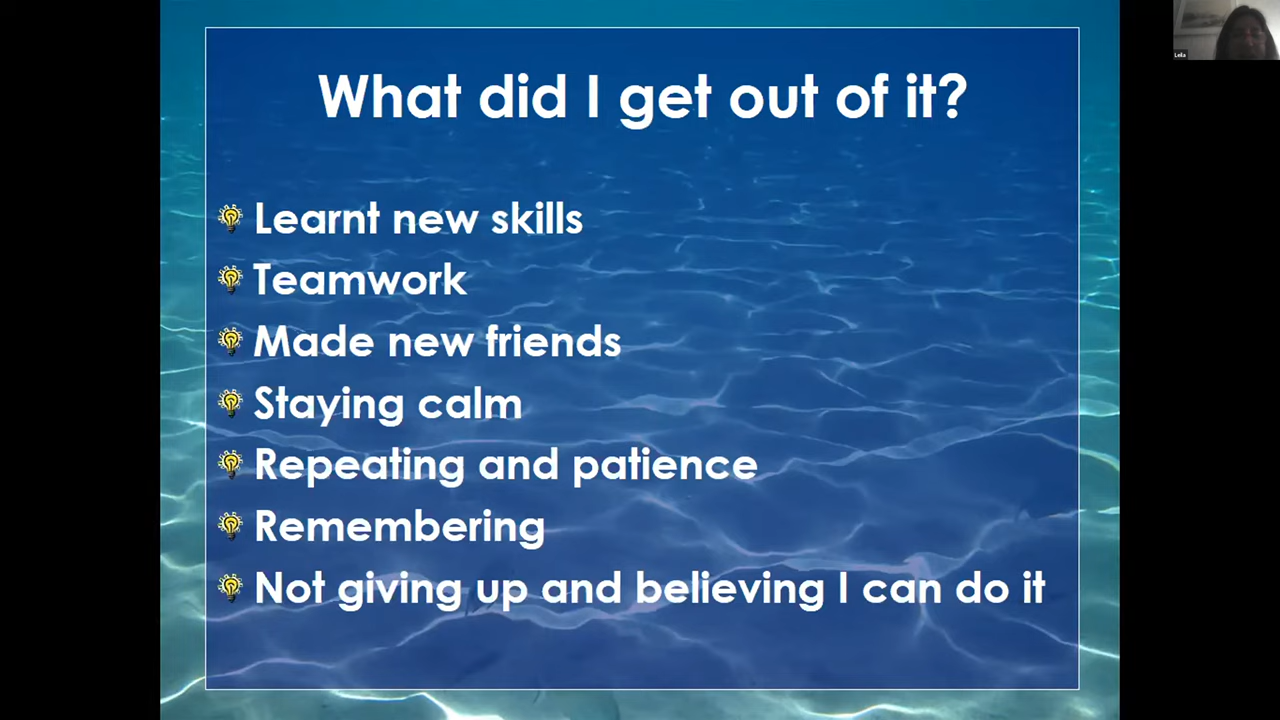 What did I get out of it?
Learnt new skills
Teamwork
Made new friends
Staying calm
Repeating and patience
Remembering
Not giving up and believing I can do it
Leila